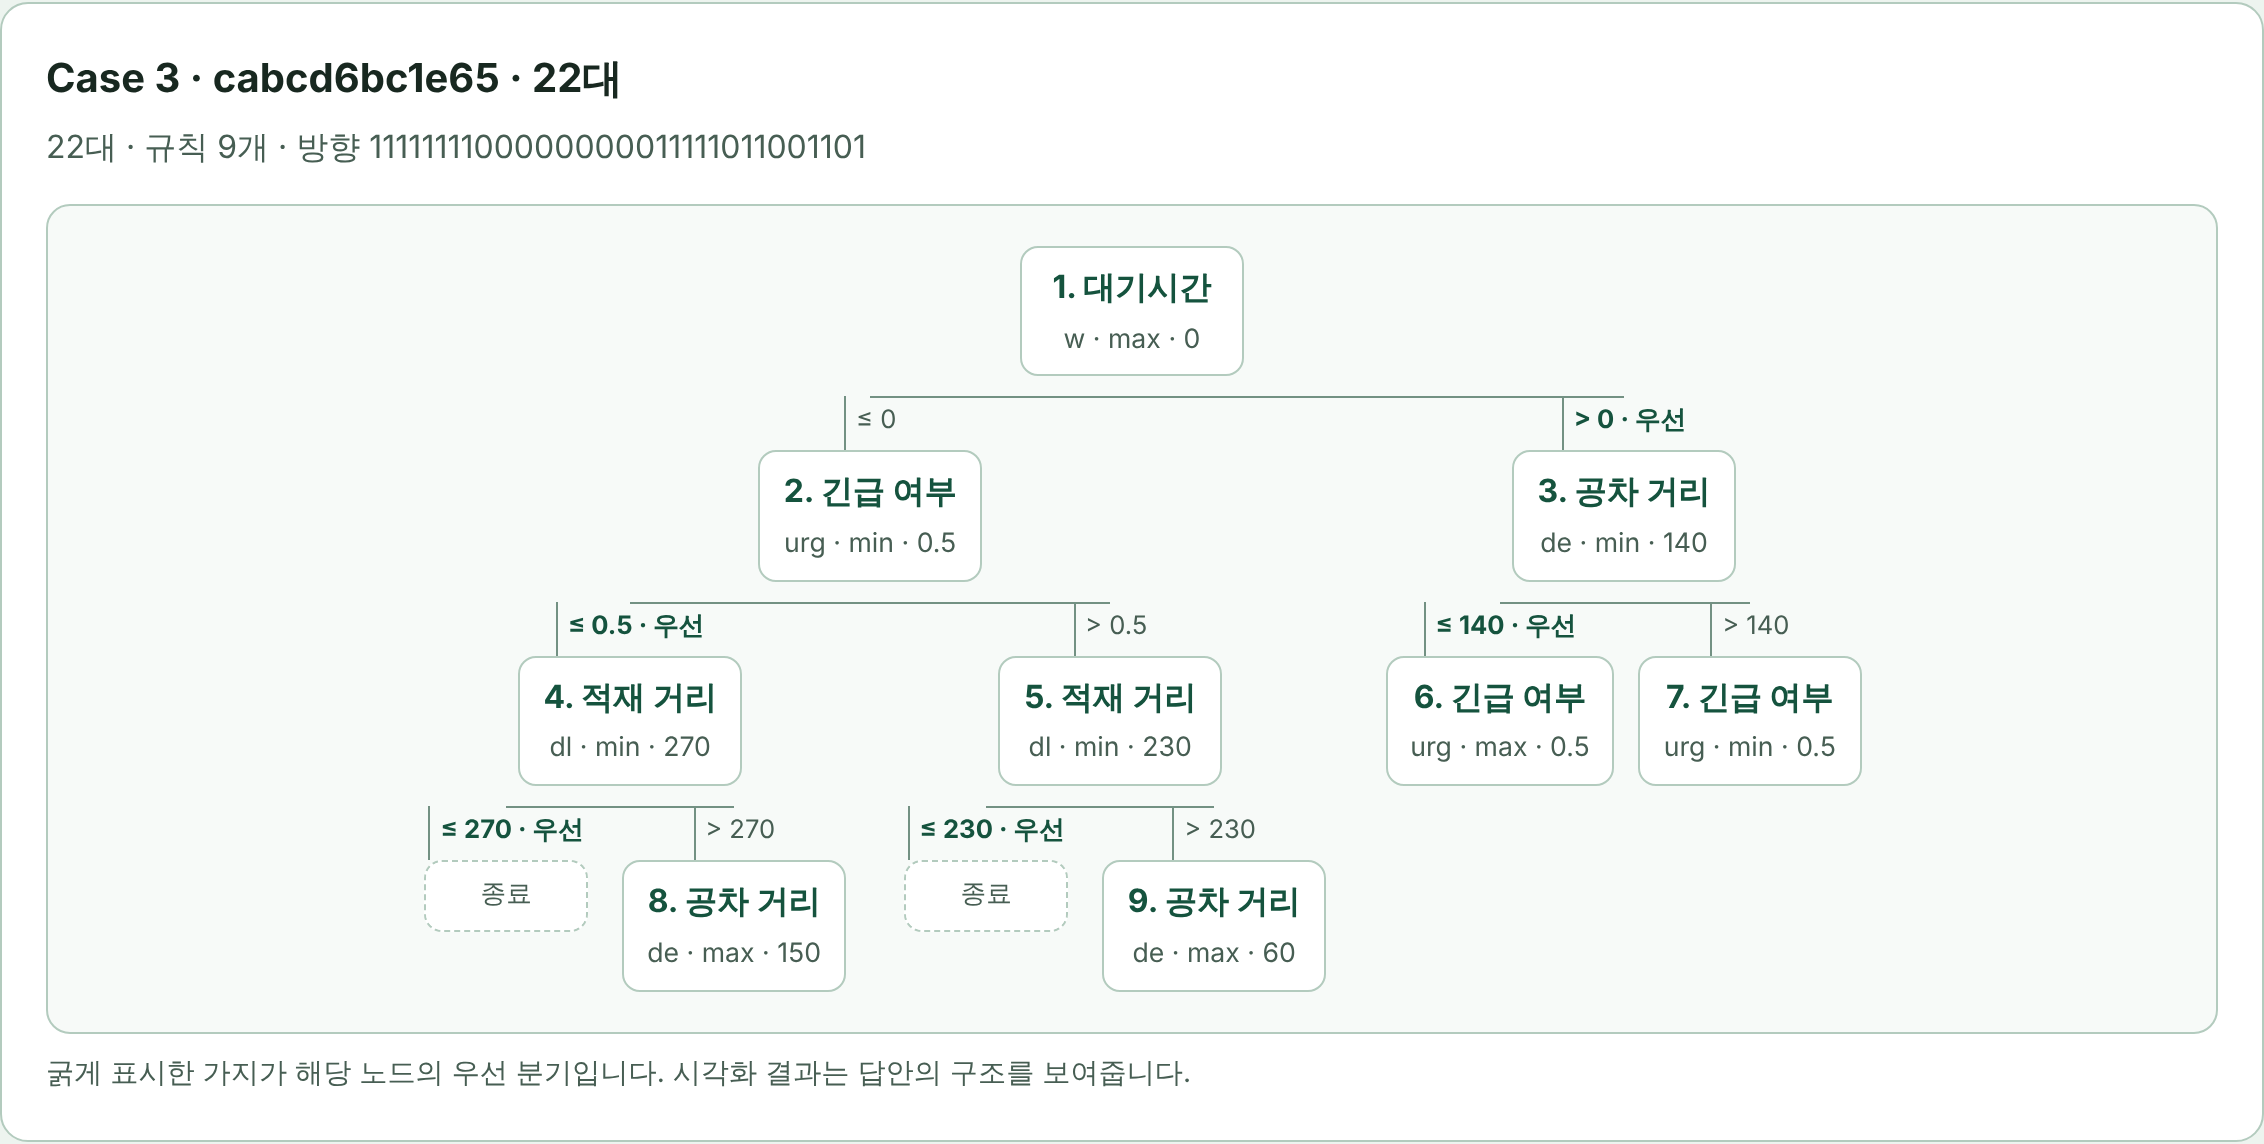 Case 3 · cabcd6bc1e65 · 22대
22대 · 규칙 9개 · 방향 11111111000000000011111011001101
1. 대기시간
w · max · 0
≤ 0
> 0 · 우선
2. 긴급 여부
urg · min · 0.5
3. 공차 거리
de · min · 140
≤ 0.5 · 우선
> 0.5
≤ 140 · 우선
> 140
4. 적재 거리
dl · min · 270
5. 적재 거리
dl · min · 230
6. 긴급 여부
urg · max · 0.5
7. 긴급 여부
urg · min · 0.5
≤ 270 · 우선
> 270
≤ 230 · 우선
> 230
종료
8. 공차 거리
de · max · 150
종료
9. 공차 거리
de · max · 60
굵게 표시한 가지가 해당 노드의 우선 분기입니다. 시각화 결과는 답안의 구조를 보여줍니다.